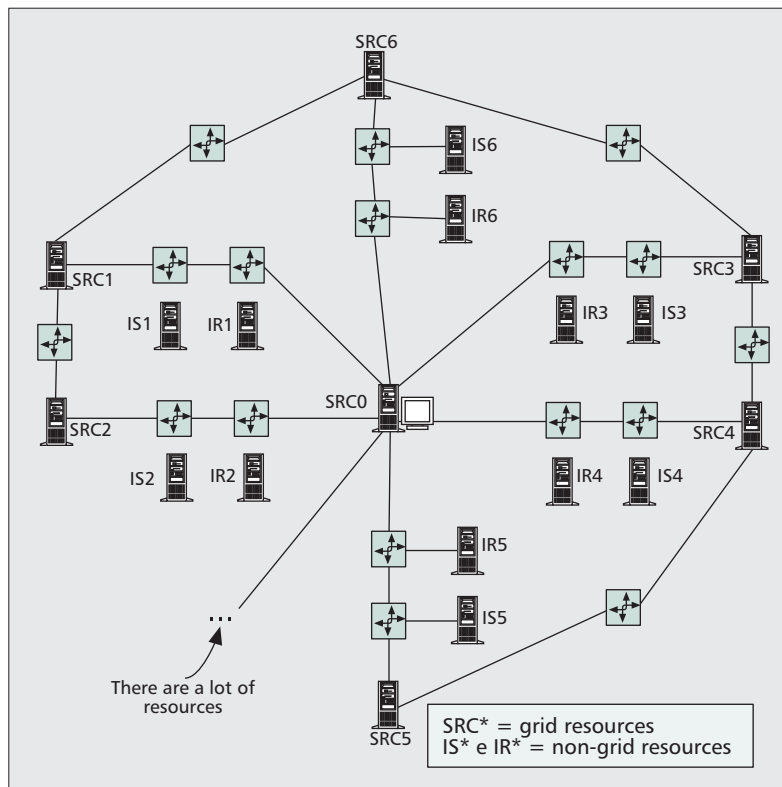 SRC6
IS6
IR6
SRC1
SRC3
IS1
IR1
IR3
IS3
SRC0
SRC2
SRC4
IS2
IR2
IR4
IS4
IR5
IS5
...
There are a lot of
resources
SRC5
SRC* = grid resources
IS* e IR* = non-grid resources